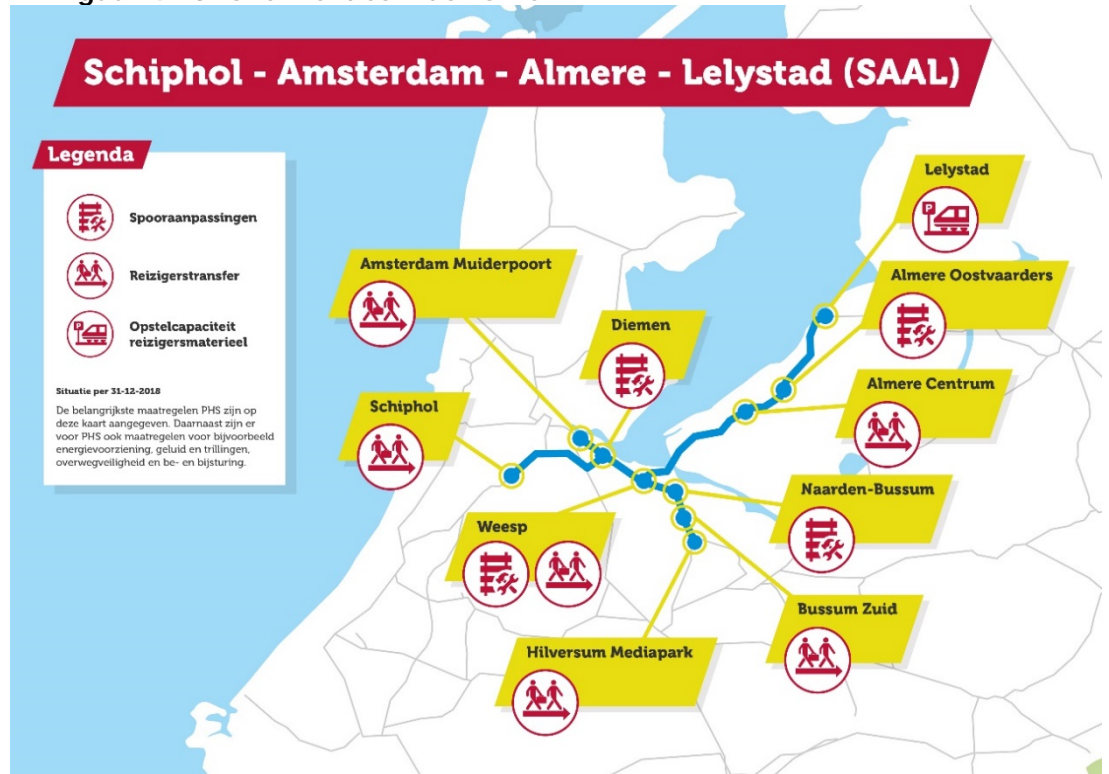 Schiphol - Amsterdam - Almere - Lelystad (SAAL)
Legenda
Spooraanpassingen
Reizigerstransfer
Opstelcapaciteit
reizigersmaterieel
Situatie per 31-12-2018
De belangrijkste maatregelen PHS zijn op
deze kaart aangegeven. Daarnaast zijn er
voor PHS ook maatregelen voor bijvoorbeeld
energievoorziening, geluid en trillingen,
overwegveiligheid en be- en bijsturing.
Lelystad
P
Amsterdam Muiderpoort
Almere Oostvaarders
Diemen
Almere Centrum
Schiphol
Naarden-Bussum
Weesp
Bussum Zuid
Hilversum Mediapark